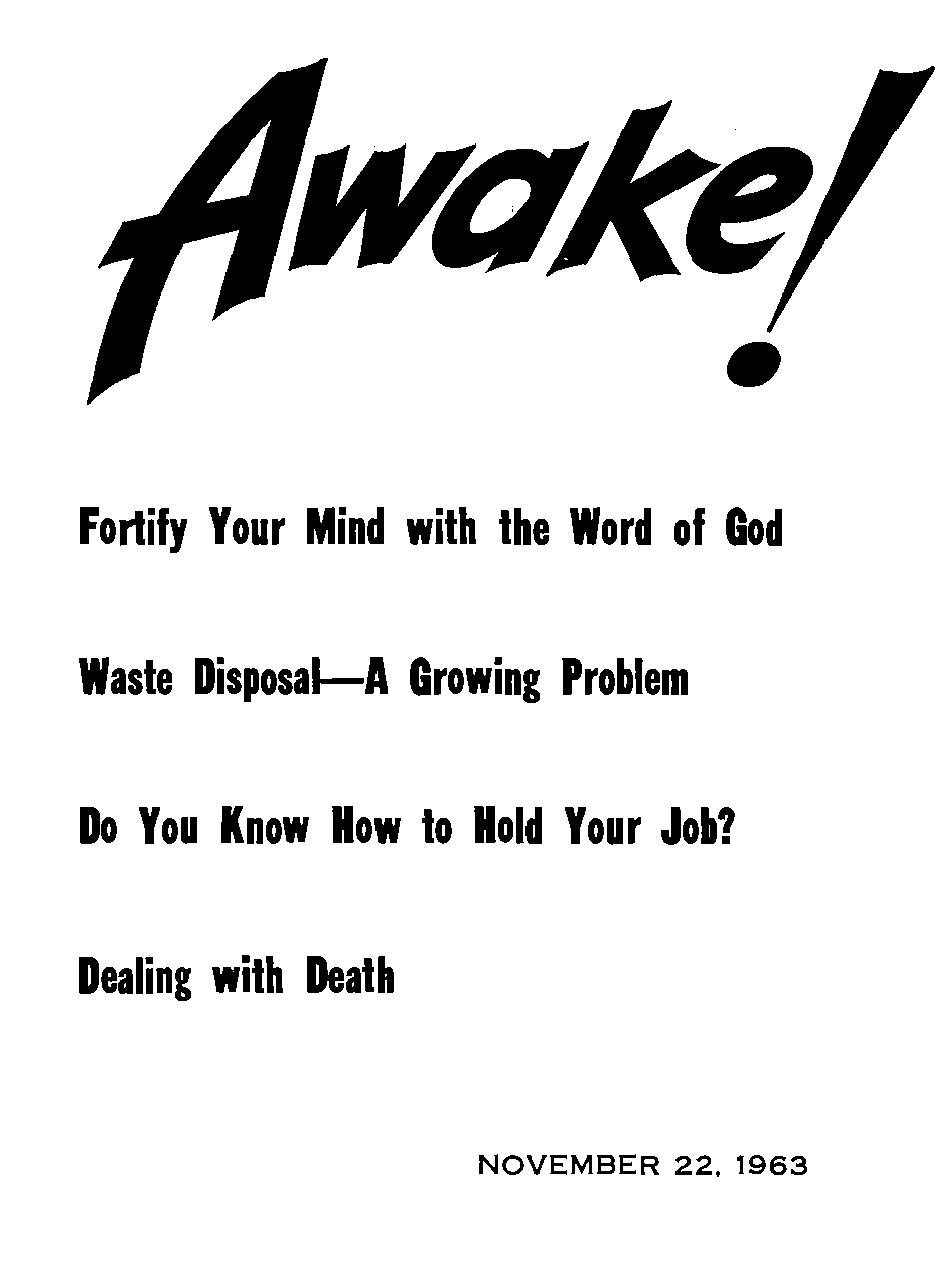 Awake!
Fortify Your Mind with the Word of God
Waste Disposal—A Growing Problem
Do You Know How to Hold Your Job?
Dealing with Death
NOVEMBER 22, 1963